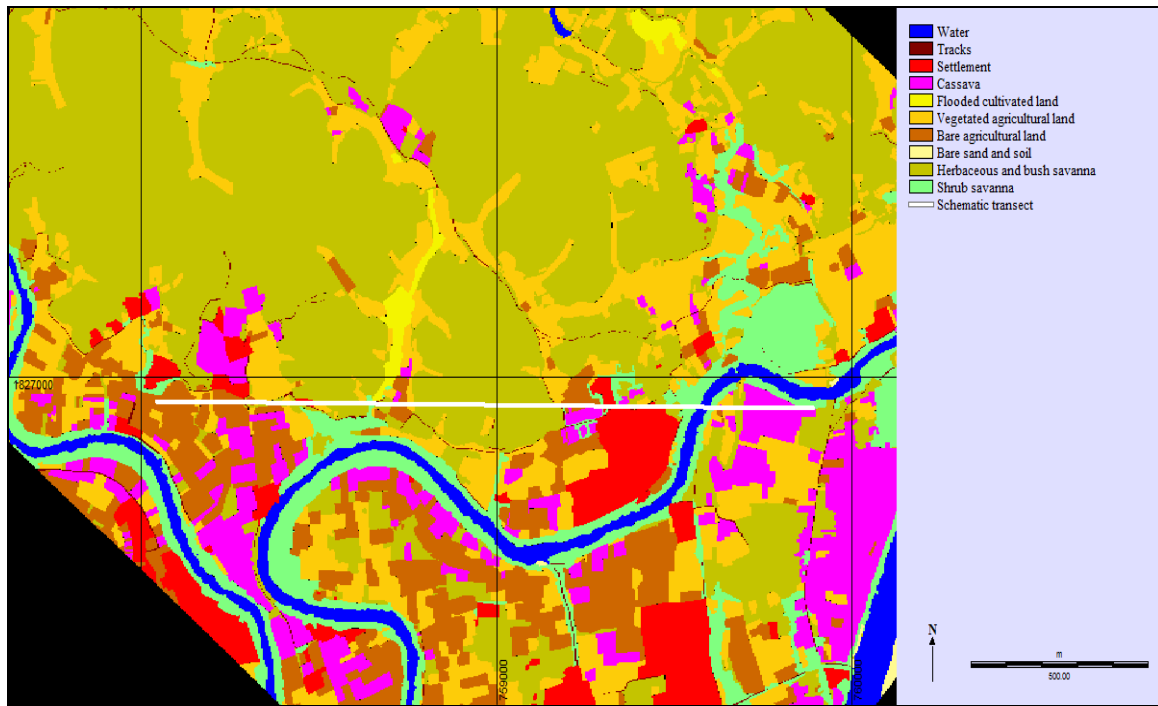 Water
Tracks
Settlement
Cassava
Flooded cultivated land
Vegetated agricultural land
Bare agricultural land
Bare sand and soil
Herbaceous and bush savanna
Shrub savanna
Schematic transect
1827000
759000
760000
N
m
500.00